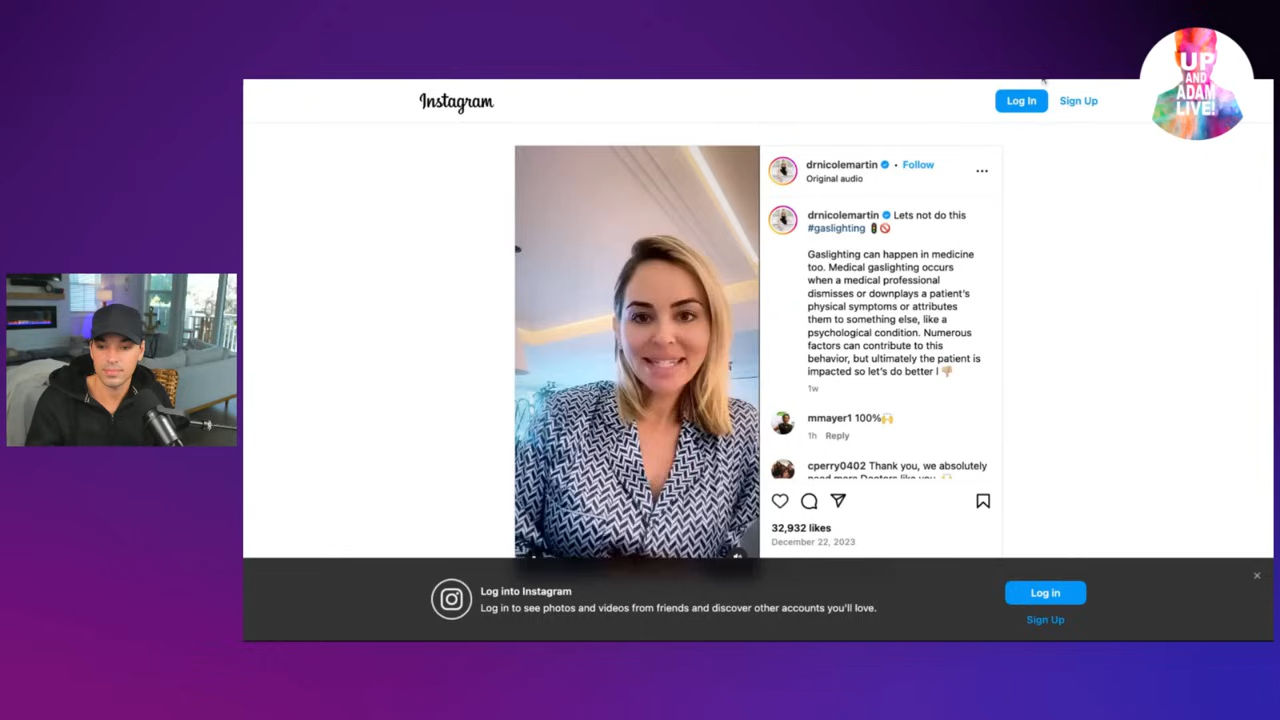 UP
AND
ADAM
LIVE!
Instagram
Log In
Sign Up
drnicolemartin • Follow
Original audio
drnicolemartin Lets not do this
#gaslighting
Gaslighting can happen in medicine
too. Medical gaslighting occurs
when a medical professional
dismisses or downplays a patient's
physical symptoms or attributes
them to something else, like a
psychological condition. Numerous
factors can contribute to this
behavior, but ultimately the patient is
impacted so let's do better !
1w
mmayer1 100%
1h Reply
cperry0402 Thank you, we absolutely
need more Doctors like you
32,932 likes
December 22, 2023
Log into Instagram
Log in to see photos and videos from friends and discover other accounts you'll love.
Log in
Sign Up